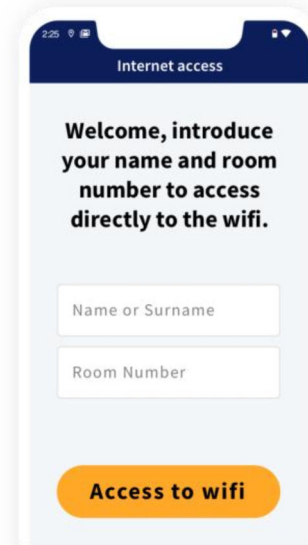 2:25
Internet access
Welcome, introduce
your name and room
number to access
directly to the wifi.
Name or Surname
Room Number
Access to wifi